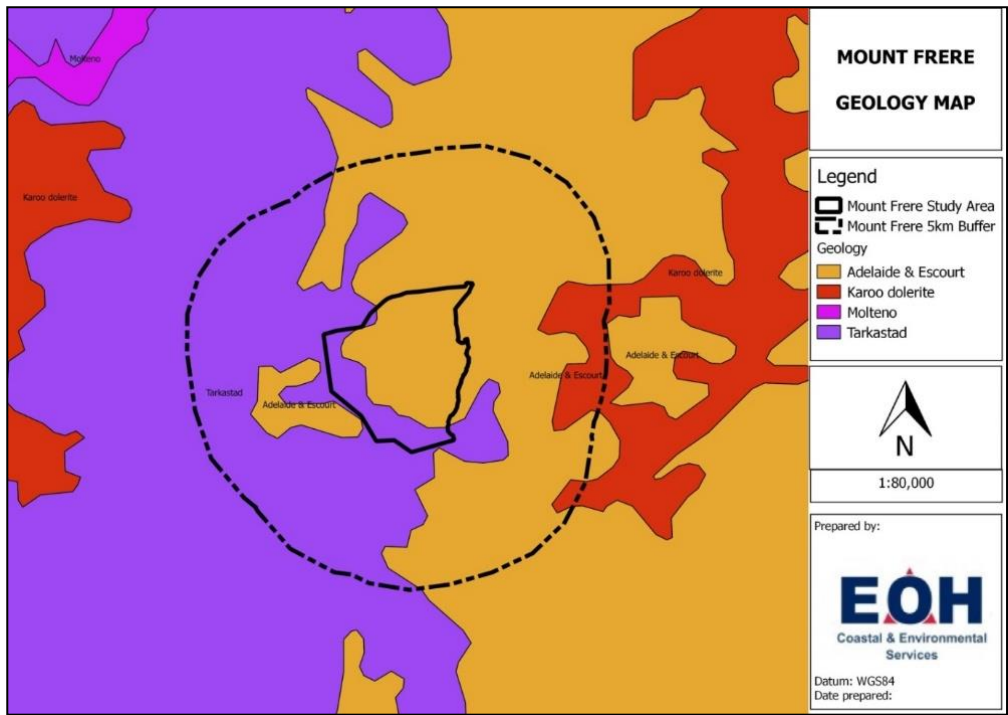 MOUNT FRERE
GEOLOGY MAP
Legend
Mount Frere Study Area
Mount Frere 5km Buffer
Geology
Adelaide & Escourt
Karoo dolerite
Molteno
Tarkastad
N
1:80,000
Prepared by:
EOH
Coastal & Environmental
Services
Datum: WGS84
Date prepared:
Molteno
Karoo dolerite
Karoo dolerite
Adelaide & Escourt
Adelaide & Escourt
Tarkastad
Adelaide & Escourt